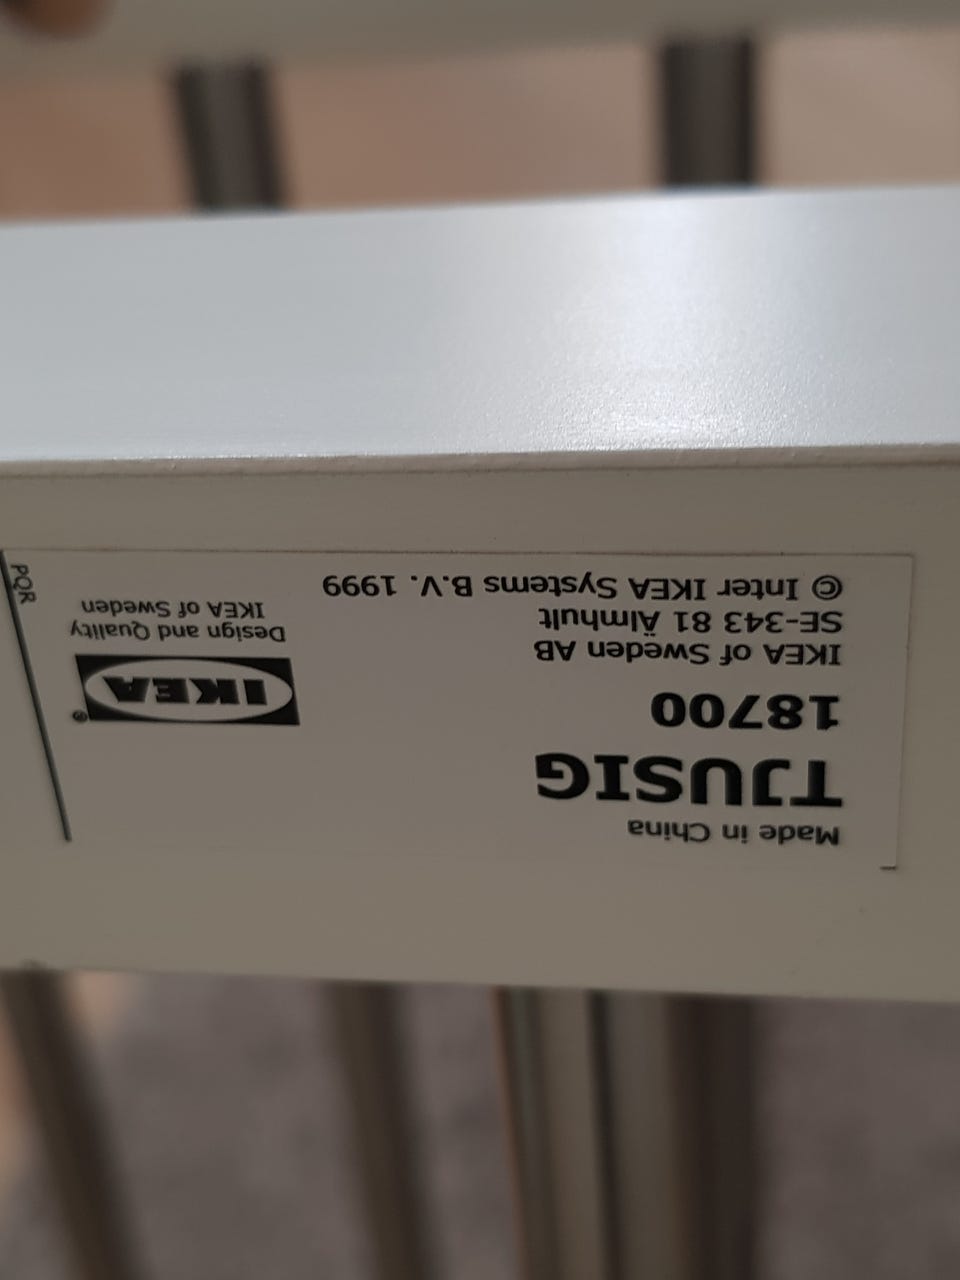 Made in China
TJUSIG
18700
IKEA of Sweden AB
SE-343 81 Älmhult
© Inter IKEA Systems B.V. 1999
IKEA®
Design and Quality
IKEA of Sweden
PQR